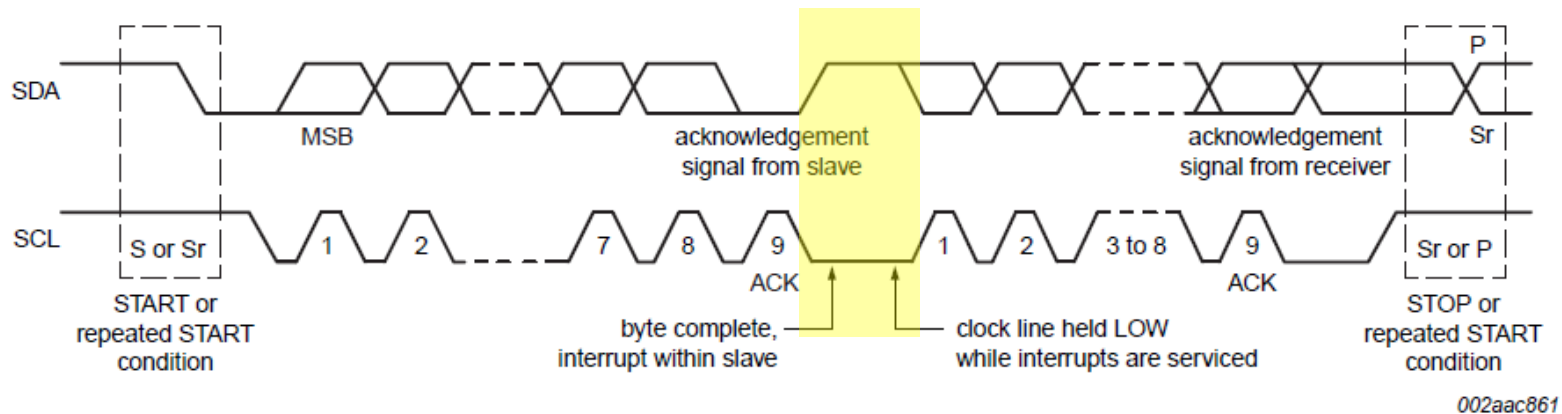 P
SDA
MSB
acknowledgement
signal from slave
acknowledgement
signal from receiver
Sr
SCL
S or Sr
1
2
7
8
9
1
2
3 to 8
9
Sr or P
ACK
ACK
START or
repeated START
condition
byte complete,
interrupt within slave
clock line held LOW
while interrupts are serviced
STOP or
repeated START
condition
002aac861